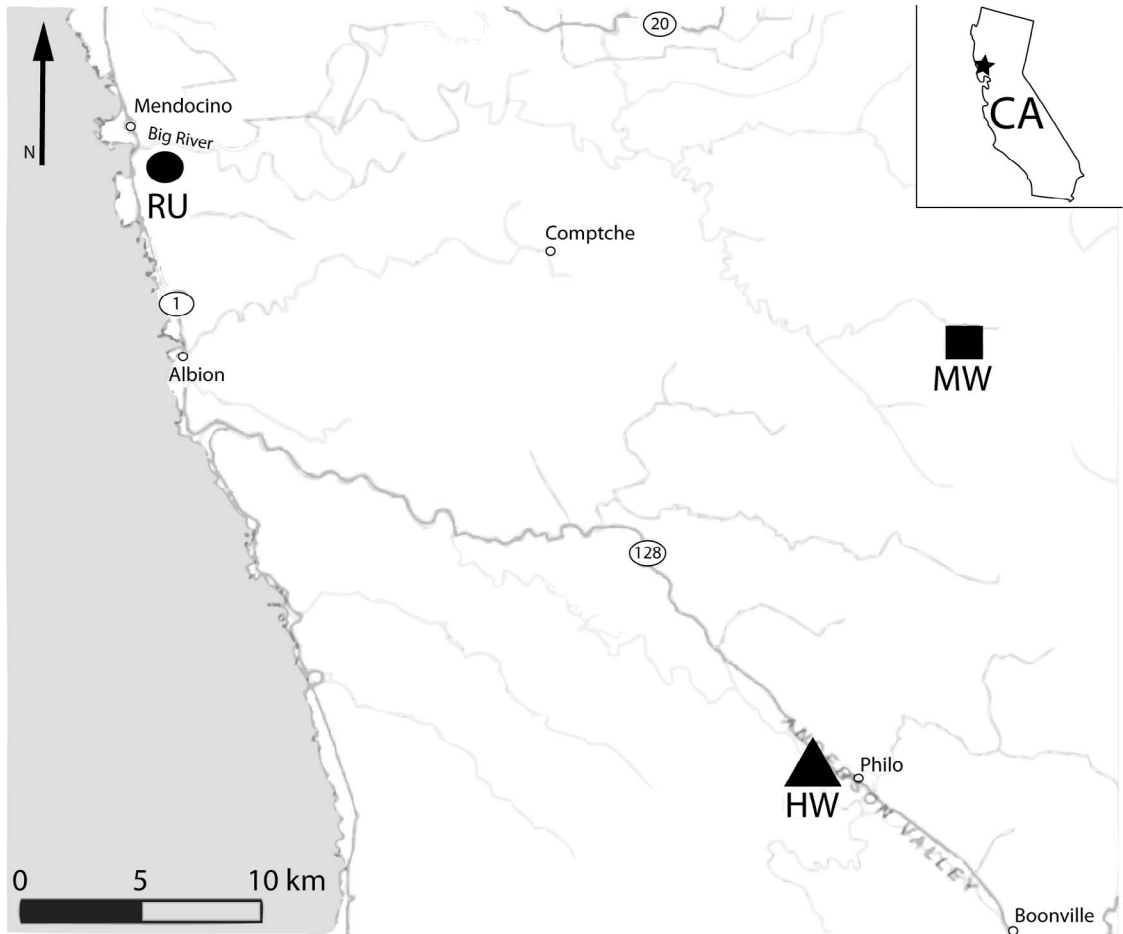 20
N
CA
Mendocino
Big River
RU
Comptche
1
Albion
MW
128
ANDERSON VALLEY
Philo
HW
0 5 10 km
Boonville